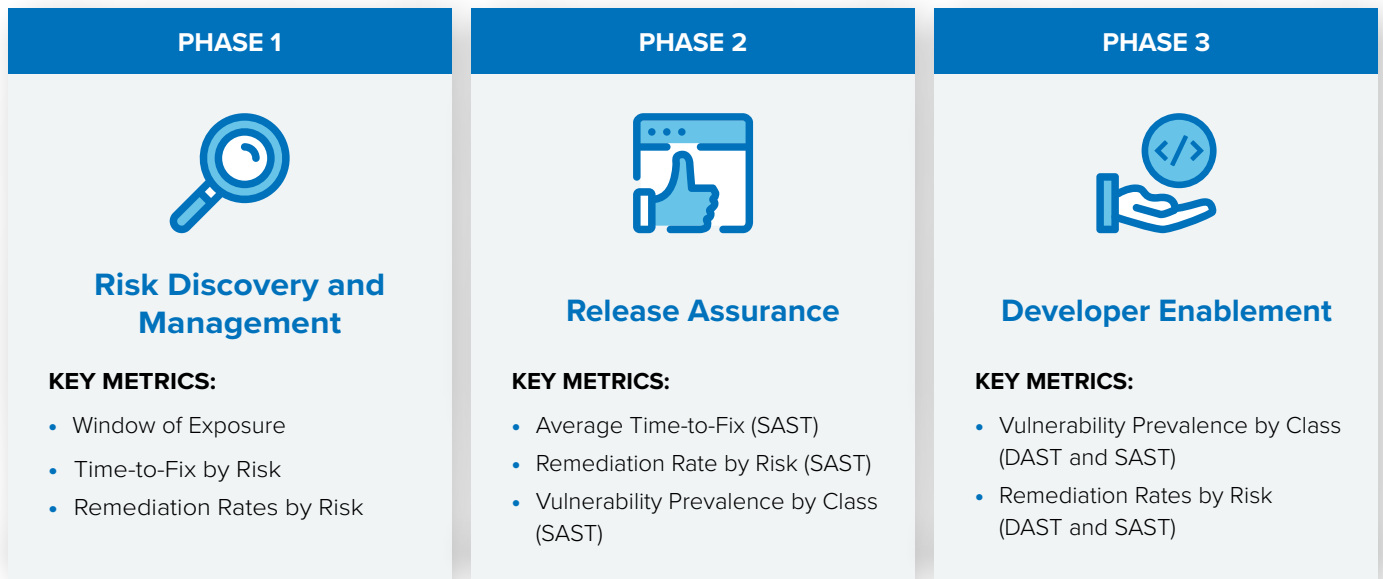 PHASE 1
Risk Discovery and
Management
KEY METRICS:
• Window of Exposure
• Time-to-Fix by Risk
• Remediation Rates by Risk
PHASE 2
Release Assurance
KEY METRICS:
• Average Time-to-Fix (SAST)
• Remediation Rate by Risk (SAST)
• Vulnerability Prevalence by Class
(SAST)
PHASE 3
</>
Developer Enablement
KEY METRICS:
• Vulnerability Prevalence by Class
(DAST and SAST)
• Remediation Rates by Risk
(DAST and SAST)